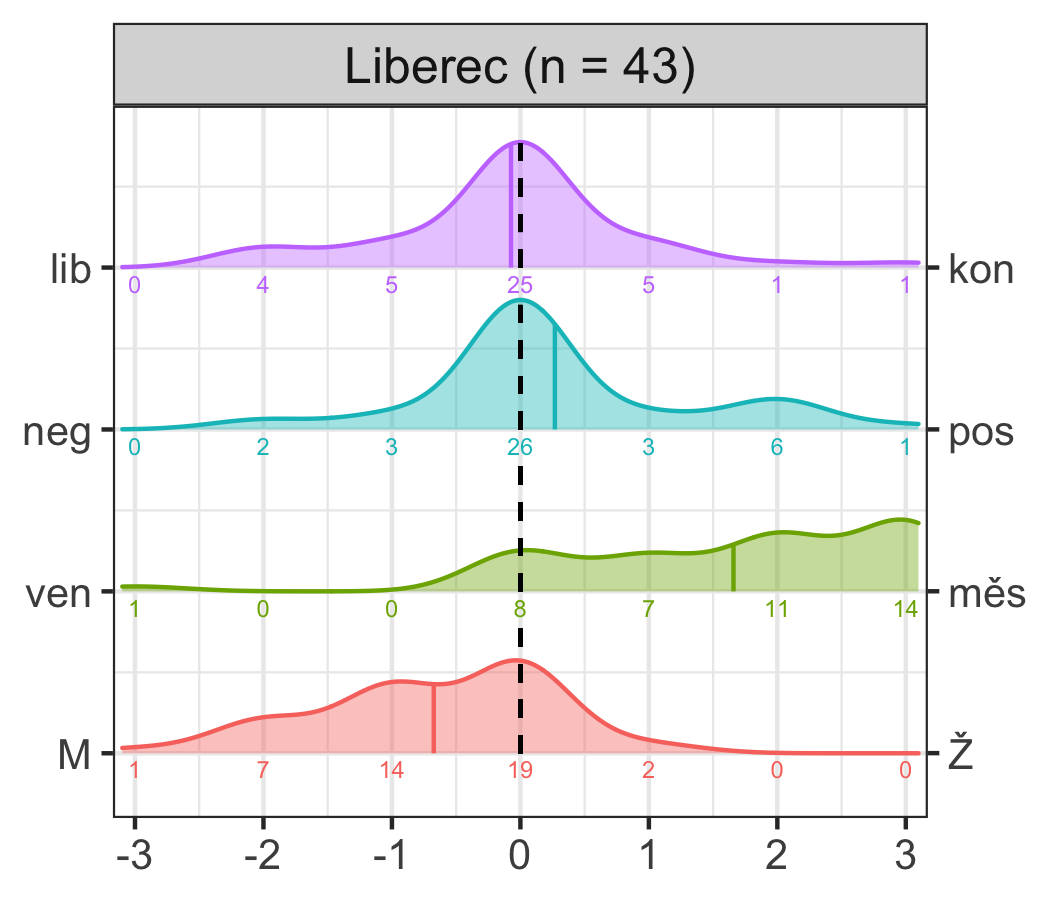 Liberec (n = 43)
lib kon
0 4 5 25 5 1 1
neg pos
0 2 3 26 3 6 1
ven měs
1 0 0 8 7 11 14
M Ž
1 7 14 19 2 0 0
-3 -2 -1 0 1 2 3